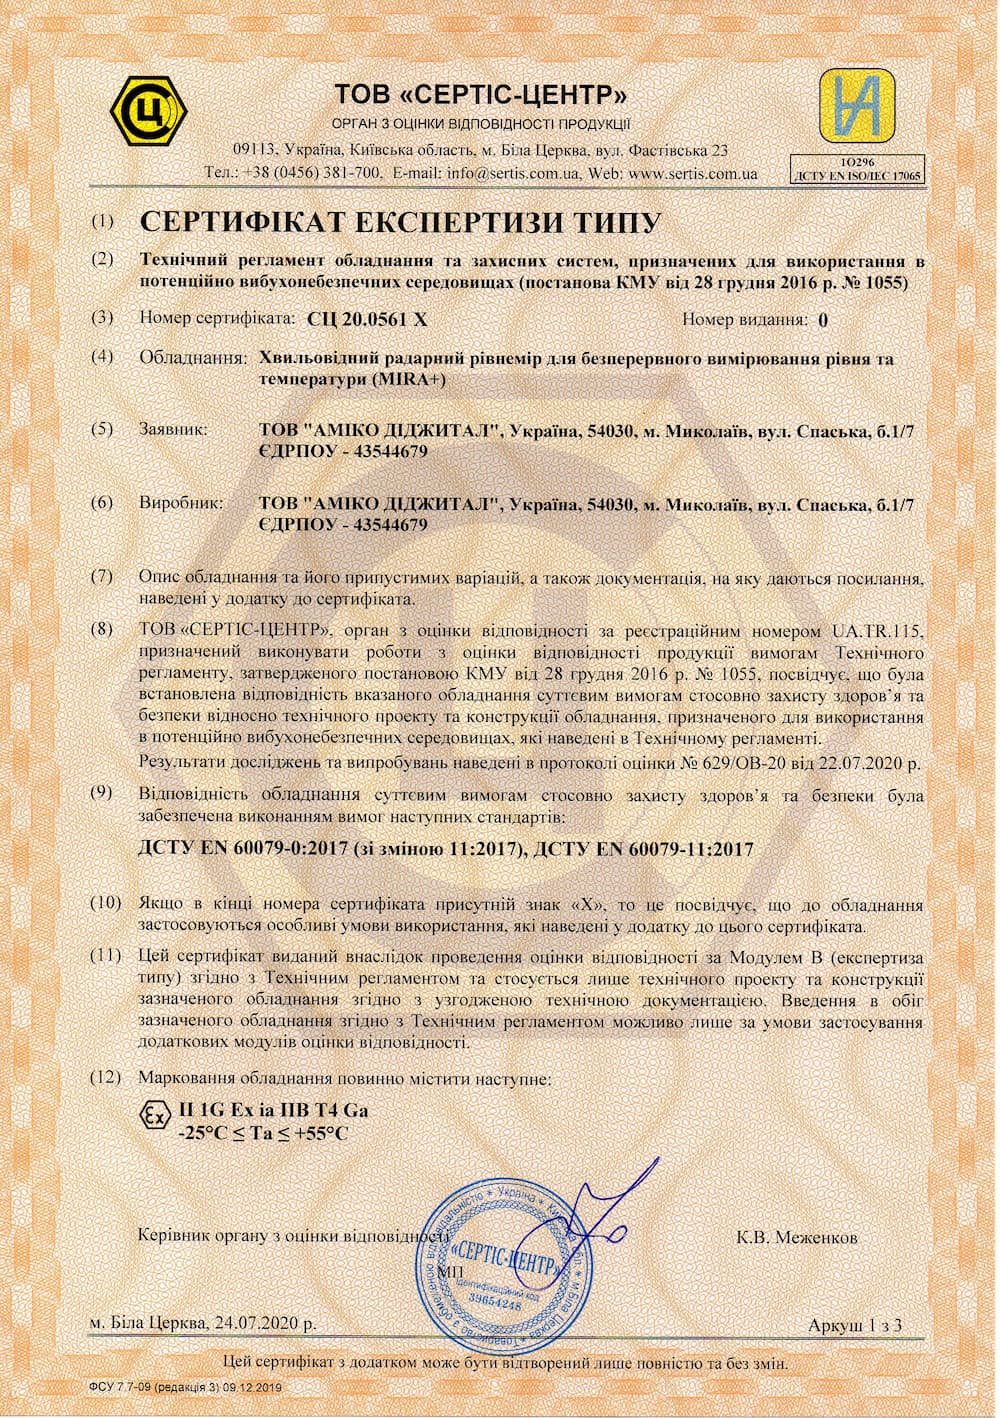 Ц
ТОВ «СЕРТІС-ЦЕНТР»
ОРГАН З ОЦІНКИ ВІДПОВІДНОСТІ ПРОДУКЦІЇ
09113, Україна, Київська область, м. Біла Церква, вул. Фастівська 23
Тел.: +38 (0456) 381-700, E-mail: info@sertis.com.ua, Web: www.sertis.com.ua
1О296
ДСТУ EN ISO/IEC 17065
(1) СЕРТИФІКАТ ЕКСПЕРТИЗИ ТИПУ
(2) Технічний регламент обладнання та захисних систем, призначених для використання в
потенційно вибухонебезпечних середовищах (постанова КМУ від 28 грудня 2016 р. № 1055)
(3) Номер сертифіката: СЦ 20.0561 X Номер видання: 0
(4) Обладнання: Хвильовідний радарний рівнемір для безперервного вимірювання рівня та
температури (MIRA+)
(5) Заявник: ТОВ "АМІКО ДІДЖИТАЛ", Україна, 54030, м. Миколаїв, вул. Спаська, б.1/7
ЄДРПОУ - 43544679
(6) Виробник: ТОВ "АМІКО ДІДЖИТАЛ", Україна, 54030, м. Миколаїв, вул. Спаська, б.1/7
ЄДРПОУ - 43544679
(7) Опис обладнання та його припустимих варіацій, а також документація, на яку даються посилання,
наведені у додатку до сертифіката.
(8) ТОВ «СЕРТІС-ЦЕНТР», орган з оцінки відповідності за реєстраційним номером UA.TR.115,
призначений виконувати роботи з оцінки відповідності продукції вимогам Технічного
регламенту, затвердженого постановою КМУ від 28 грудня 2016 р. № 1055, посвідчує, що була
встановлена відповідність вказаного обладнання суттєвим вимогам стосовно захисту здоров’я та
безпеки відносно технічного проекту та конструкції обладнання, призначеного для використання
в потенційно вибухонебезпечних середовищах, які наведені в Технічному регламенті.
Результати досліджень та випробувань наведені в протоколі оцінки № 629/ОВ-20 від 22.07.2020 р.
(9) Відповідність обладнання суттєвим вимогам стосовно захисту здоров’я та безпеки була
забезпечена виконанням вимог наступних стандартів:
ДСТУ EN 60079-0:2017 (зі зміною 11:2017), ДСТУ EN 60079-11:2017
(10) Якщо в кінці номера сертифіката присутній знак «X», то це посвідчує, що до обладнання
застосовуються особливі умови використання, які наведені у додатку до цього сертифіката.
(11) Цей сертифікат виданий внаслідок проведення оцінки відповідності за Модулем В (експертиза
типу) згідно з Технічним регламентом та стосується лише технічного проекту та конструкції
зазначеного обладнання згідно з узгодженою технічною документацією. Введення в обіг
зазначеного обладнання згідно з Технічним регламентом можливо лише за умови застосування
додаткових модулів оцінки відповідності.
(12) Маркованння обладнання повинно містити наступне:
Ex II 1G Ex ia IIB T4 Ga
-25°C ≤ Ta ≤ +55°C
Керівник органу з оцінки відповідності К.В. Меженков
МП
Товариство з обмеженою відповідальністю * Україна * Київська обл. * м.Біла Церква *
«СЕРТІС-ЦЕНТР»
Ідентифікаційний код
39654248
м. Біла Церква, 24.07.2020 р. Аркуш 1 з 3
Цей сертифікат з додатком може бути відтворений лише повністю та без змін.
ФСУ 7.7-09 (редакція 3) 09.12.2019